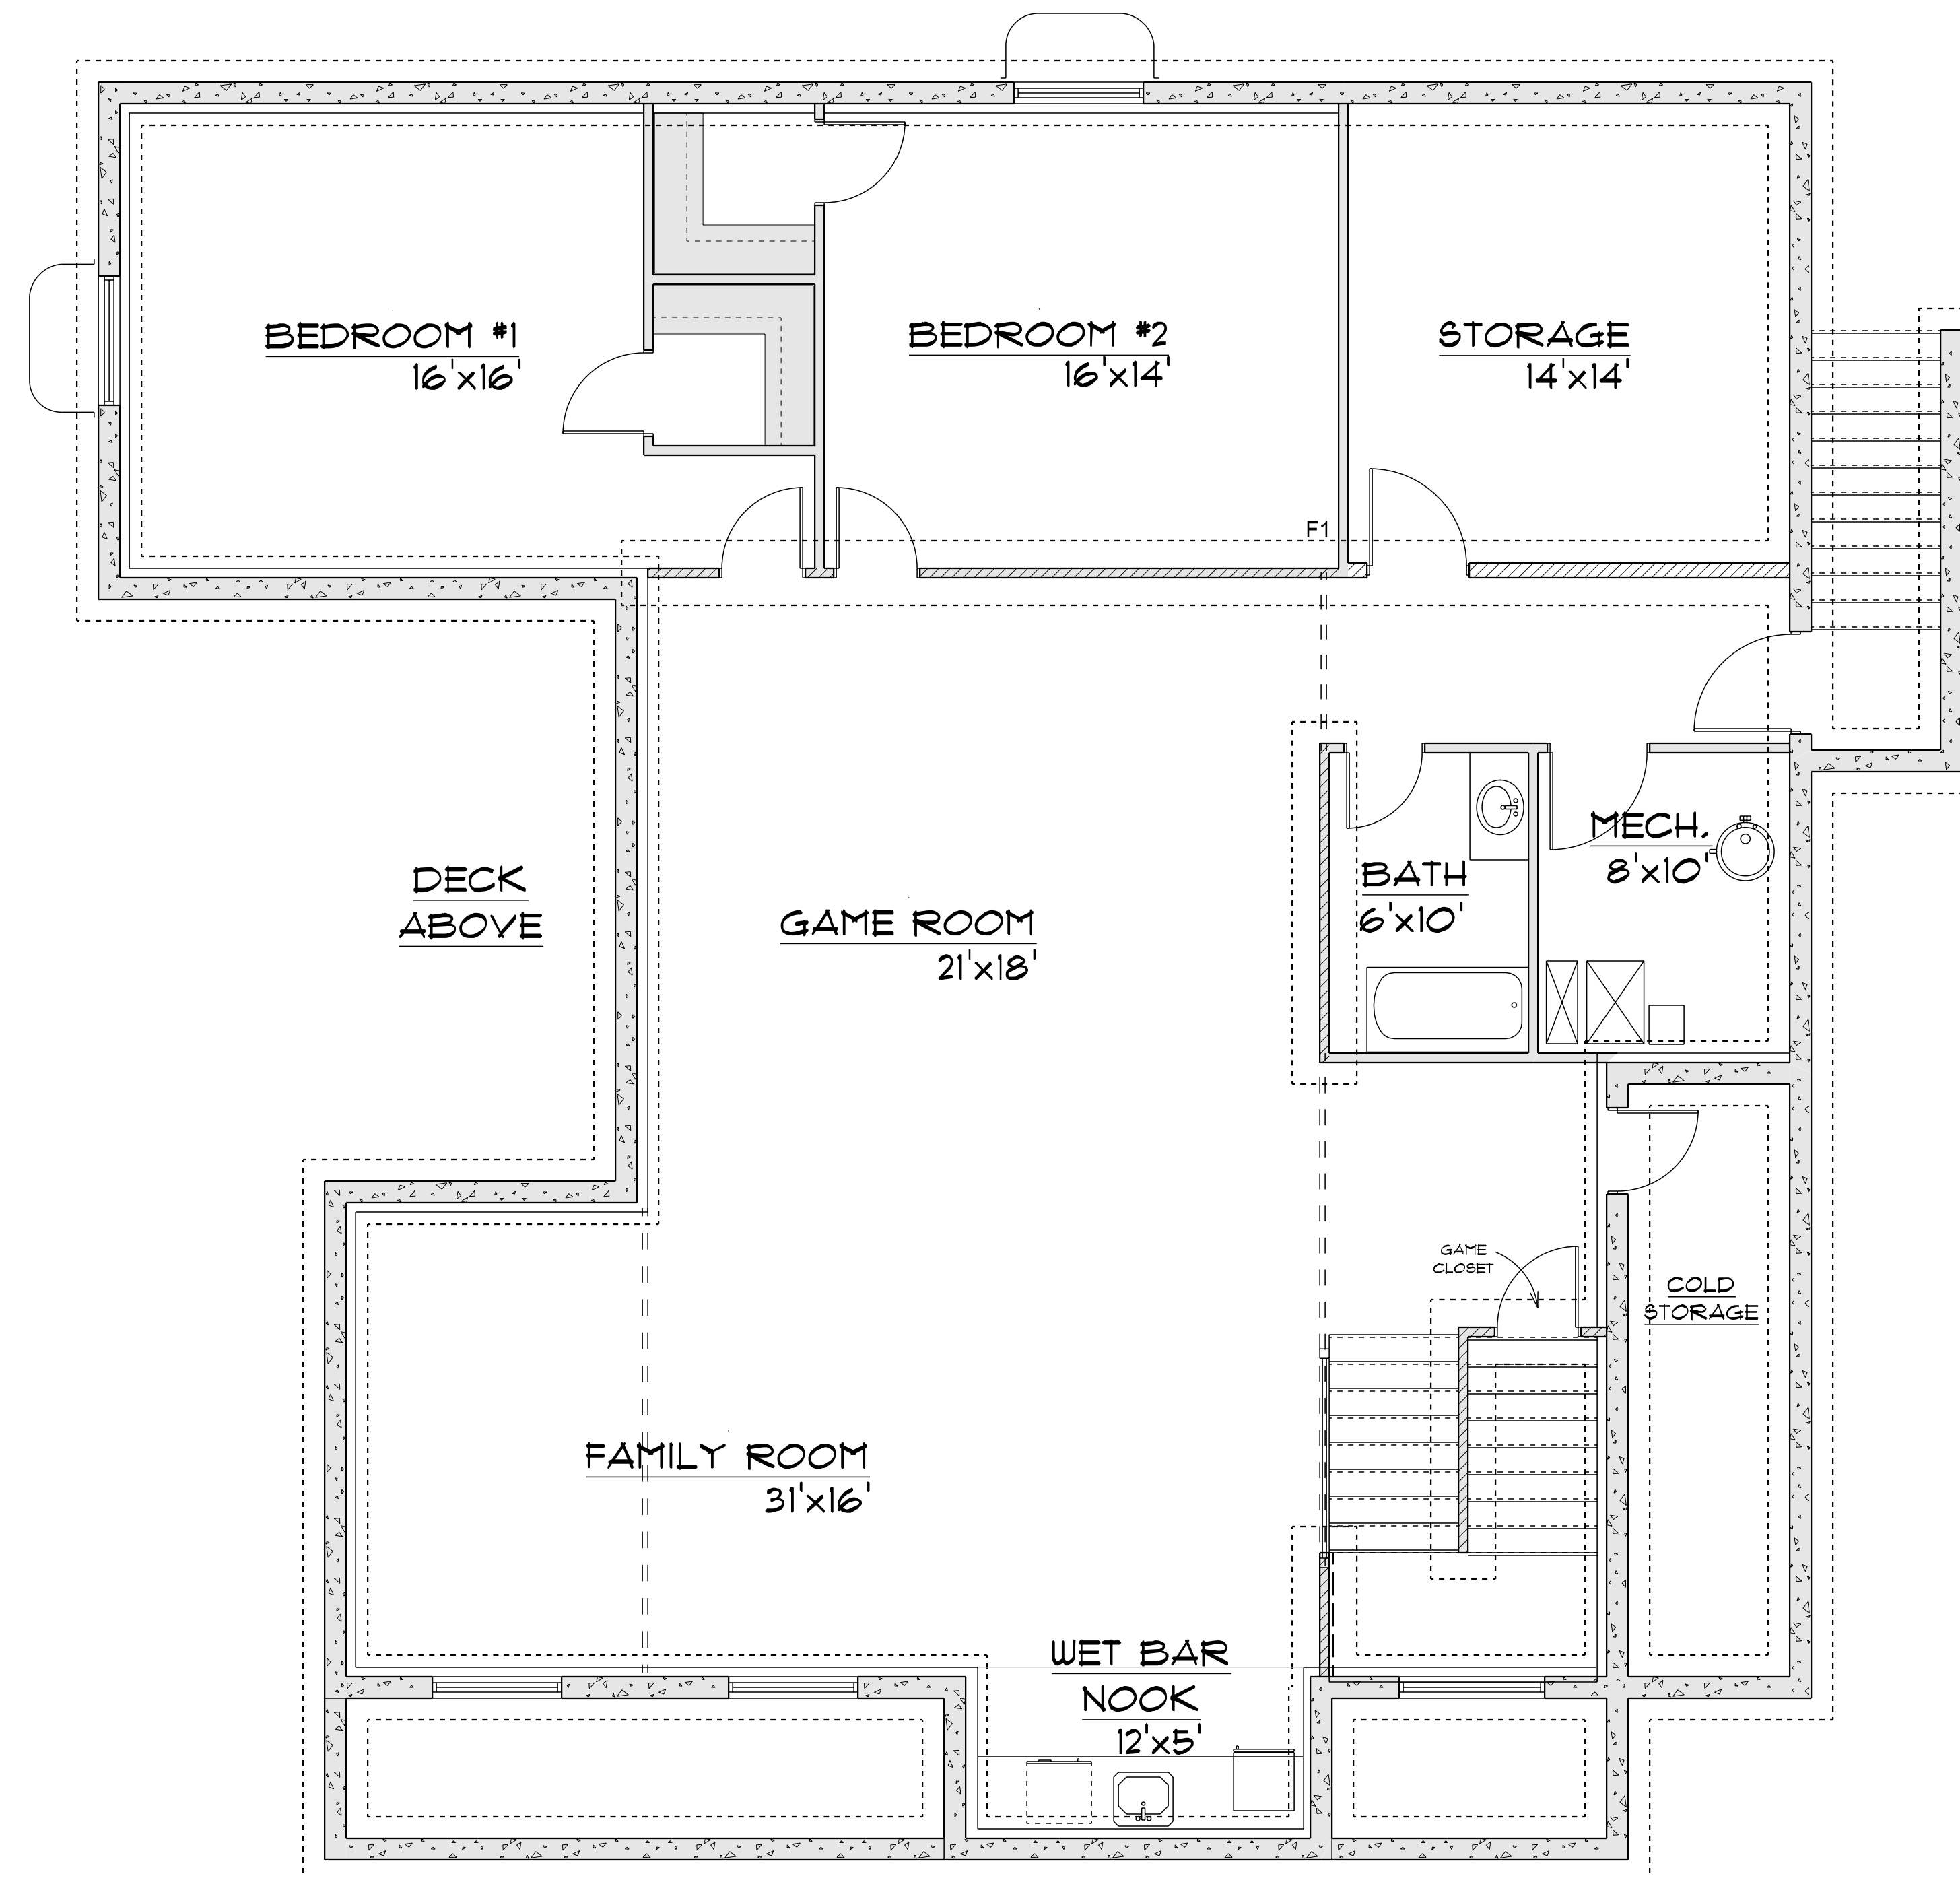 BEDROOM #1
16'x16'
BEDROOM #2
16'x14'
STORAGE
14'x14'
F1
DECK
ABOVE
GAME ROOM
21'x18'
BATH
6'x10'
MECH.
8'x10'
GAME
CLOSET
COLD
STORAGE
FAMILY ROOM
31'x16'
WET BAR
NOOK
12'x5'